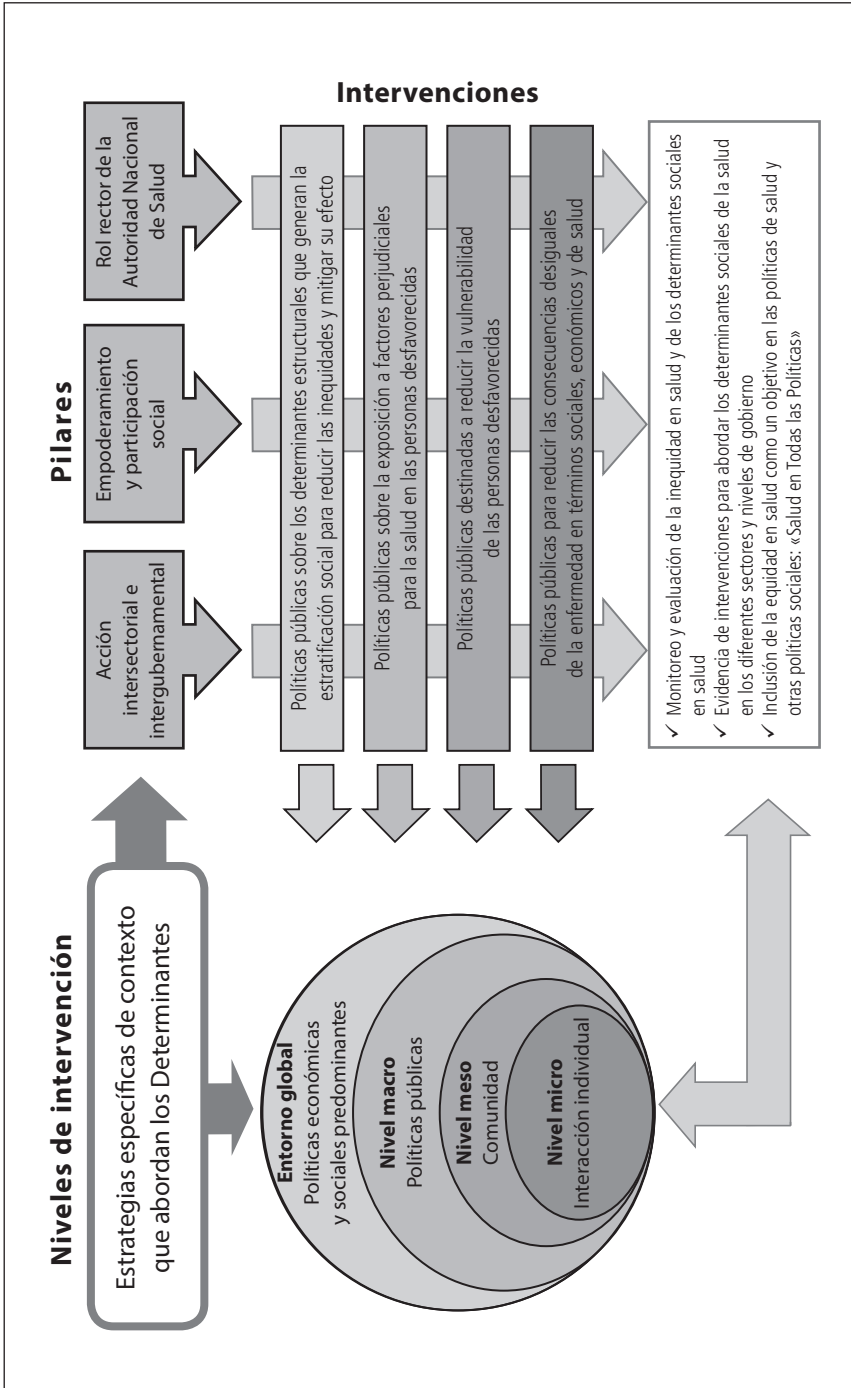 Niveles de intervención
Estrategias específicas de contexto
que abordan los Determinantes
Entorno global
Políticas económicas
y sociales predominantes
Nivel macro
Políticas públicas
Nivel meso
Comunidad
Nivel micro
Interacción individual
Pilares
Acción
intersectorial e
intergubernamental
Empoderamiento
y participación
social
Rol rector de la
Autoridad Nacional
de Salud
Intervenciones
Políticas públicas sobre los determinantes estructurales que generan la
estratificación social para reducir las inequidades y mitigar su efecto
Políticas públicas sobre la exposición a factores perjudiciales
para la salud en las personas desfavorecidas
Políticas públicas destinadas a reducir la vulnerabilidad
de las personas desfavorecidas
Políticas públicas para reducir las consecuencias desiguales
de la enfermedad en términos sociales, económicos y de salud
✓ Monitoreo y evaluación de la inequidad en salud y de los determinantes sociales
en salud
✓ Evidencia de intervenciones para abordar los determinantes sociales de la salud
en los diferentes sectores y niveles de gobierno
✓ Inclusión de la equidad en salud como un objetivo en las políticas de salud y
otras políticas sociales: «Salud en Todas las Políticas»